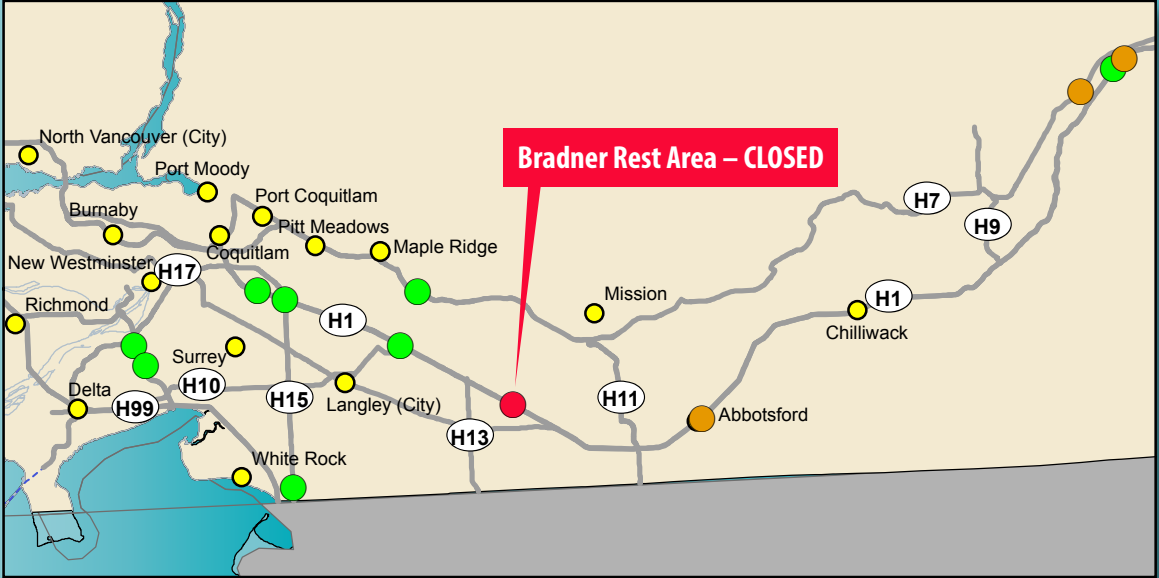 North Vancouver (City)
Port Moody
Bradner Rest Area – CLOSED
Port Coquitlam
H7
Burnaby
Pitt Meadows
H9
Coquitlam
Maple Ridge
New Westminster
H17
Mission
H1
Richmond
H1
Chilliwack
Surrey
H10
Delta
H99
H15
Langley (City)
H11
Abbotsford
H13
White Rock